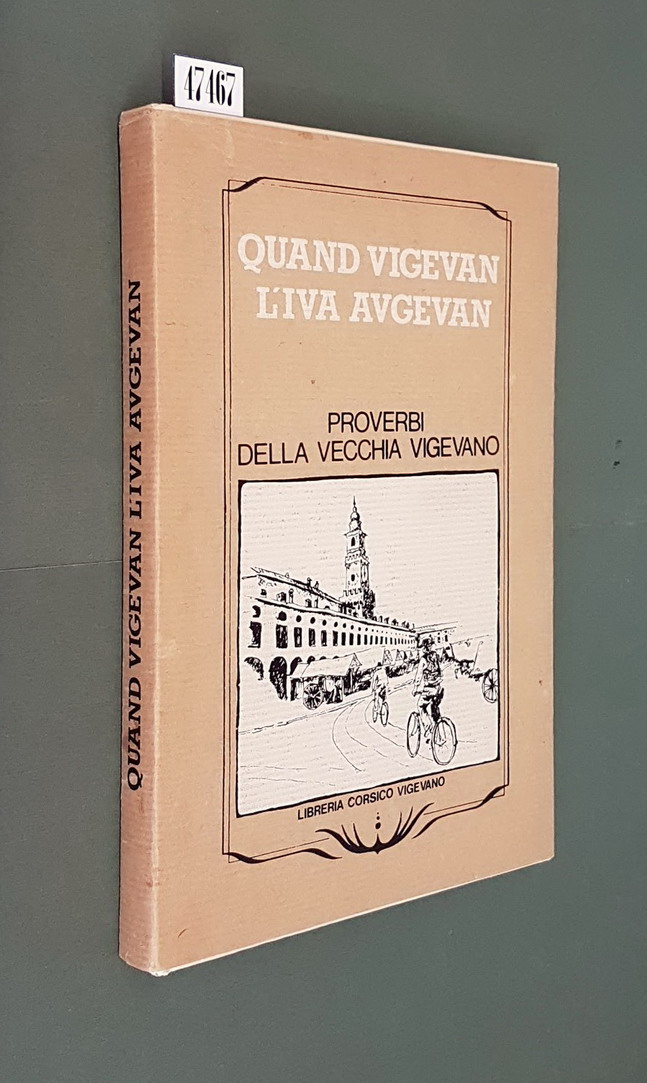 47467
QUAND VIGEVAN
L'IVA AVGEVAN
PROVERBI
DELLA VECCHIA VIGEVANO
LIBRERIA CORSICO VIGEVANO
QUAND VIGEVAN L'IVA AVGEVAN